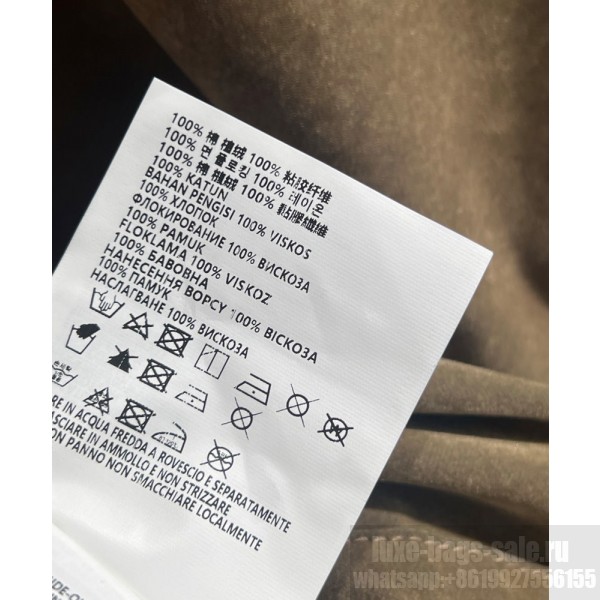 100% 棉 植绒 100% 粘胶纤维
100% 면 플로킹 100% 레이온
100% 棉 植絨 100% 黏膠纖維
100% KATUN
BAHAN PENGISI 100% VISKOS
100% ХЛОПОК
ФЛОКИРОВАНИЕ 100% ВИСКОЗА
100% PAMUK
FLOKLAMA 100% VISKOZ
100% БАВОВНА
НАНЕСЕННЯ ВОРСУ 100% ВІСКОЗА
100% ПАМУК
НАСЛАГВАНЕ 100% ВИСКОЗА
RE IN ACQUA FREDDA A ROVESCIO E SEPARATAMENTE
ASCIARE IN AMMOLLO E NON STRIZZARE
ON PANNO NON SMACCHIARE LOCALMENTE
luxe-bags-sale.ru
whatsapp:+8619927556155